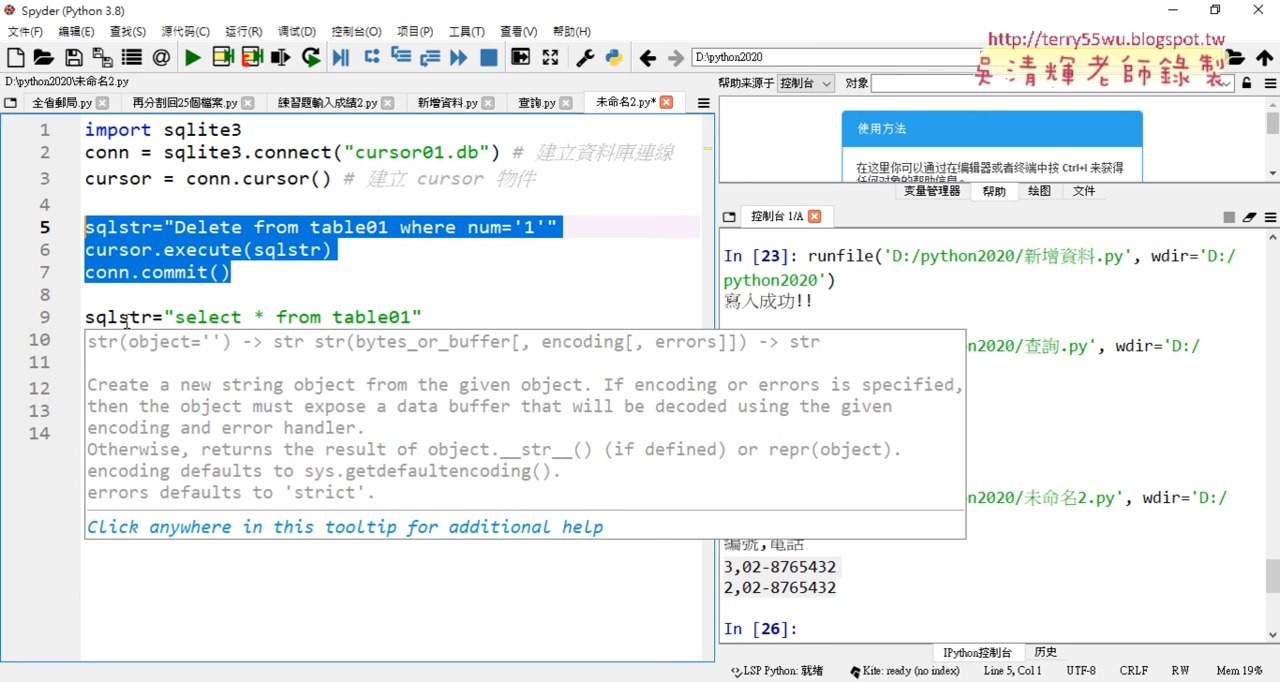 Spyder (Python 3.8)
文件(F) 编辑(E) 查找(S) 源代码(C) 运行(R) 调试(D) 控制台(O) 项目(P) 工具(T) 查看(V) 帮助(H)
D:\python2020
http://terry55wu.blogspot.tw
吳清輝老師錄製
D:\python2020\未命名2.py
帮助来源于 控制台 对象
全省郵局.py 再分割回25個檔案.py 練習題輸入成績2.py 新增資料.py 查詢.py 未命名2.py*
1 import sqlite3
2 conn = sqlite3.connect("cursor01.db") # 建立資料庫連線
3 cursor = conn.cursor() # 建立 cursor 物件
4
5 sqlstr="Delete from table01 where num='1'"
6 cursor.execute(sqlstr)
7 conn.commit()
8
9 sqlstr="select * from table01"
10
11
12
13
14
str(object='') -> str str(bytes_or_buffer[, encoding[, errors]]) -> str
Create a new string object from the given object. If encoding or errors is specified,
then the object must expose a data buffer that will be decoded using the given
encoding and error handler.
Otherwise, returns the result of object.__str__() (if defined) or repr(object).
encoding defaults to sys.getdefaultencoding().
errors defaults to 'strict'.
Click anywhere in this tooltip for additional help
使用方法
在这里你可以通过在编辑器或者终端中按 Ctrl+I 来获得
任何对象的帮助信息。
变量管理器 帮助 绘图 文件
控制台 1/A
In [23]: runfile('D:/python2020/新增資料.py', wdir='D:/
python2020')
寫入成功!!
n2020/查詢.py', wdir='D:/
n2020/未命名2.py', wdir='D:/
編號,電話
3,02-8765432
2,02-8765432
In [26]:
IPython控制台 历史
LSP Python: 就绪 Kite: ready (no index) Line 5, Col 1 UTF-8 CRLF RW Mem 19%